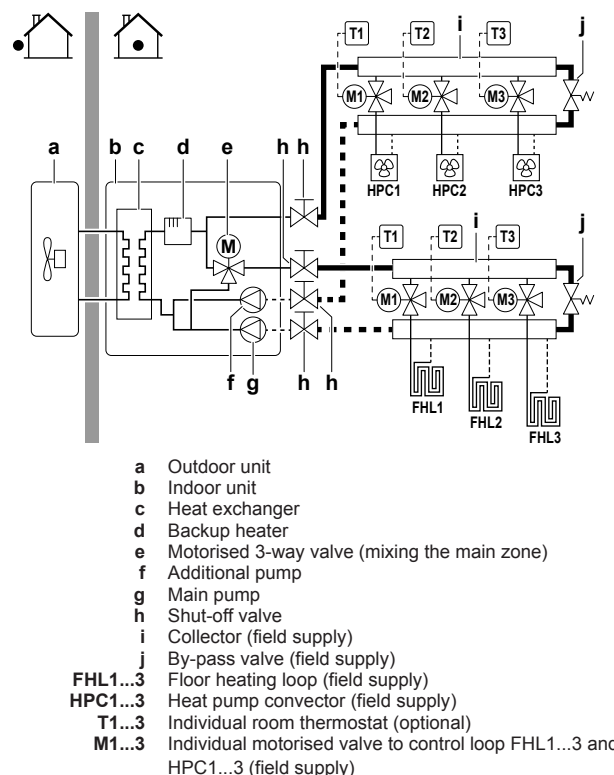 T1 T2 T3 i j
M1 M2 M3
a b c d e h h
HPC1 HPC2 HPC3
M
h
T1 T2 T3 i j
M1 M2 M3
f g h h
FHL1 FHL2 FHL3
a Outdoor unit
b Indoor unit
c Heat exchanger
d Backup heater
e Motorised 3-way valve (mixing the main zone)
f Additional pump
g Main pump
h Shut-off valve
i Collector (field supply)
j By-pass valve (field supply)
FHL1...3 Floor heating loop (field supply)
HPC1...3 Heat pump convector (field supply)
T1...3 Individual room thermostat (optional)
M1...3 Individual motorised valve to control loop FHL1...3 and
HPC1...3 (field supply)